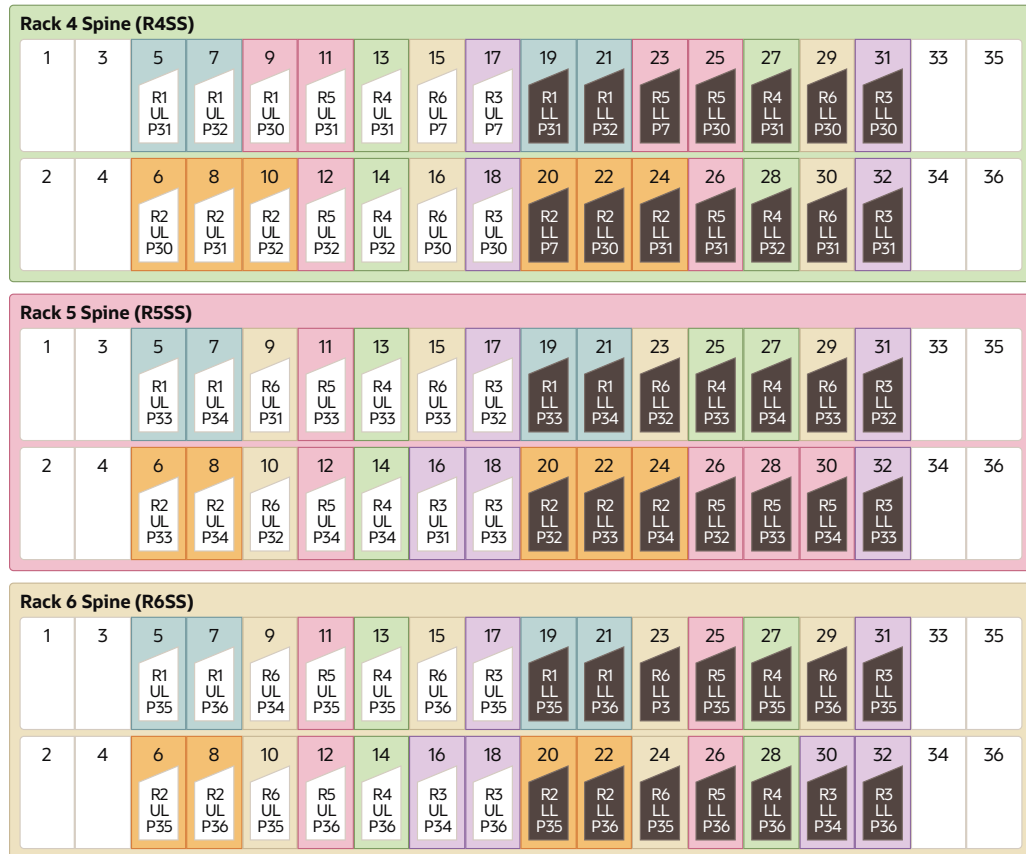 Rack 4 Spine (R4SS)
1 3 5 7 9 11 13 15 17 19 21 23 25 27 29 31 33 35
R1 R1 R1 R5 R4 R6 R3 R1 R1 R5 R5 R4 R6 R3
UL UL UL UL UL UL UL LL LL LL LL LL LL LL
P31 P32 P30 P31 P31 P7 P7 P31 P32 P7 P30 P31 P30 P30
2 4 6 8 10 12 14 16 18 20 22 24 26 28 30 32 34 36
R2 R2 R2 R5 R4 R6 R3 R2 R2 R2 R5 R4 R6 R3
UL UL UL UL UL UL UL LL LL LL LL LL LL LL
P30 P31 P32 P32 P32 P30 P30 P7 P30 P31 P31 P32 P31 P31
Rack 5 Spine (R5SS)
1 3 5 7 9 11 13 15 17 19 21 23 25 27 29 31 33 35
R1 R1 R6 R5 R4 R6 R3 R1 R1 R6 R4 R4 R6 R3
UL UL UL UL UL UL UL LL LL LL LL LL LL LL
P33 P34 P31 P33 P33 P33 P32 P33 P34 P32 P33 P34 P33 P32
2 4 6 8 10 12 14 16 18 20 22 24 26 28 30 32 34 36
R2 R2 R6 R5 R4 R3 R3 R2 R2 R2 R5 R5 R5 R3
UL UL UL UL UL UL UL LL LL LL LL LL LL LL
P33 P34 P32 P34 P34 P31 P33 P32 P33 P34 P32 P33 P34 P33
Rack 6 Spine (R6SS)
1 3 5 7 9 11 13 15 17 19 21 23 25 27 29 31 33 35
R1 R1 R6 R5 R4 R6 R3 R1 R1 R6 R5 R4 R6 R3
UL UL UL UL UL UL UL LL LL LL LL LL LL LL
P35 P36 P34 P35 P35 P36 P35 P35 P36 P3 P35 P35 P36 P35
2 4 6 8 10 12 14 16 18 20 22 24 26 28 30 32 34 36
R2 R2 R6 R5 R4 R3 R3 R2 R2 R6 R5 R4 R3 R3
UL UL UL UL UL UL UL LL LL LL LL LL LL LL
P35 P36 P35 P36 P36 P34 P36 P35 P36 P35 P36 P36 P34 P36